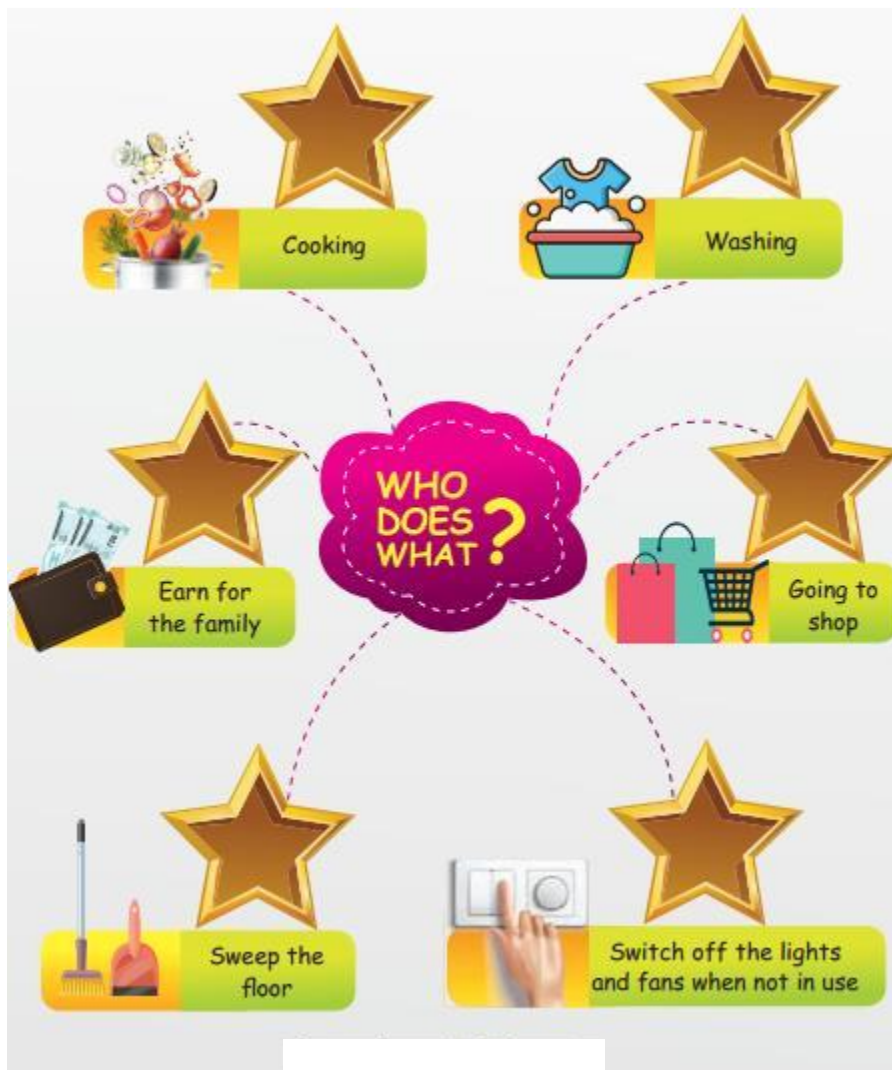 Cooking
Washing
WHO
DOES
WHAT ?
Earn for
the family
Going to
shop
Sweep the
floor
Switch off the lights
and fans when not in use